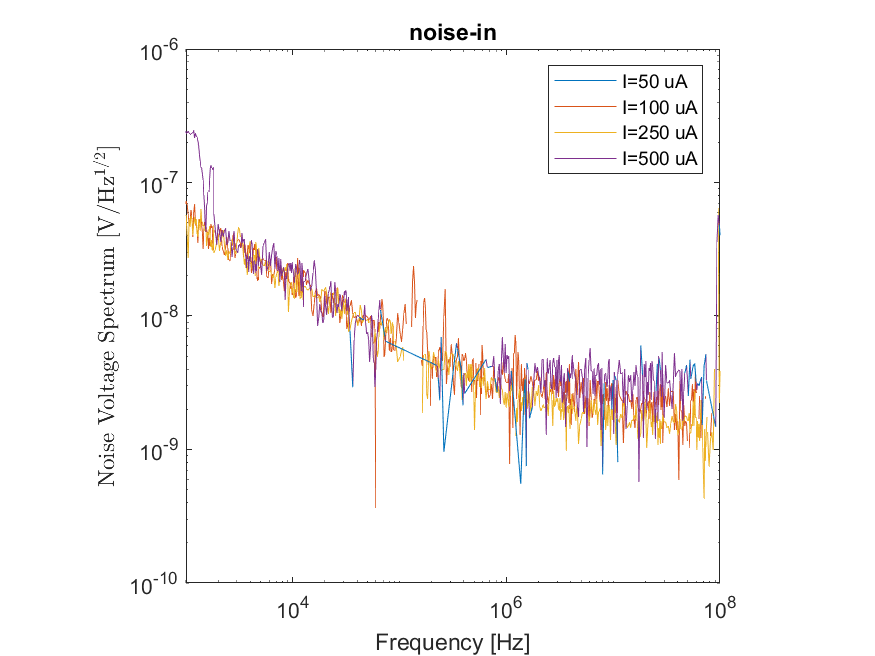 noise-in
10^-6
10^-7
10^-8
10^-9
10^-10
Noise Voltage Spectrum [V/Hz^1/2]
I=50 uA
I=100 uA
I=250 uA
I=500 uA
10^4
10^6
10^8
Frequency [Hz]